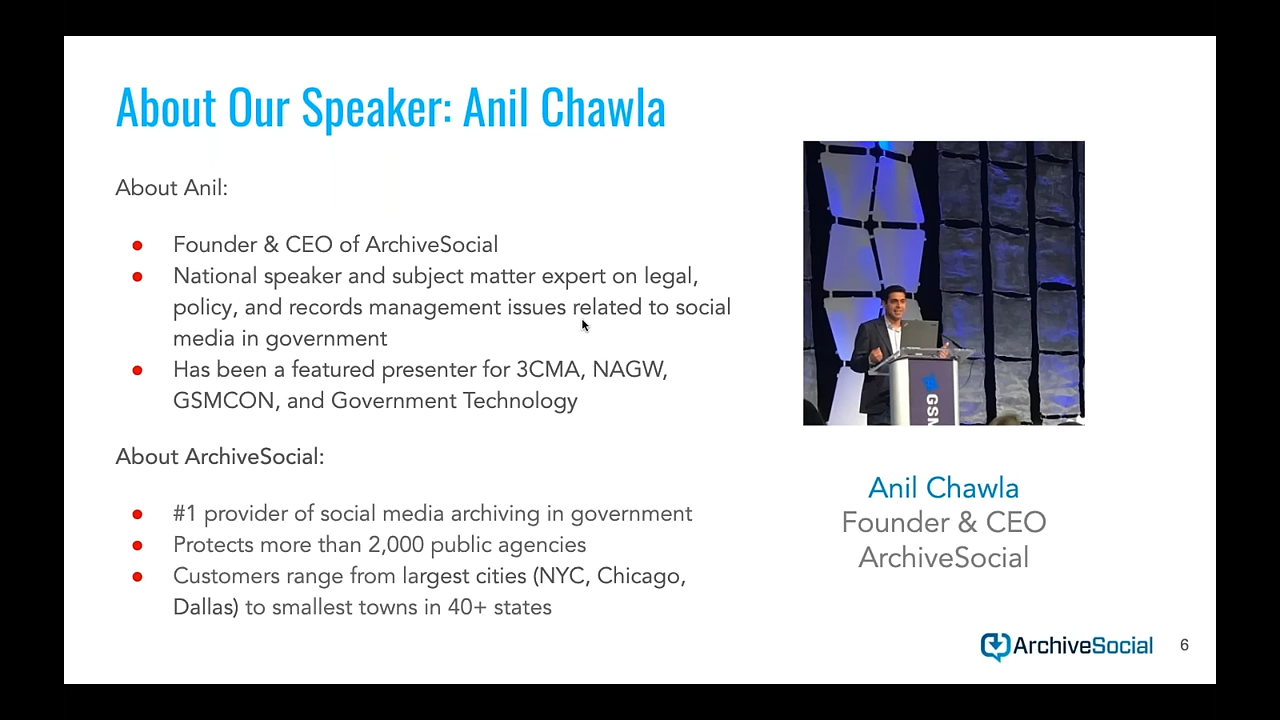 About Our Speaker: Anil Chawla
About Anil:
● Founder & CEO of ArchiveSocial
● National speaker and subject matter expert on legal,
policy, and records management issues related to social
media in government
● Has been a featured presenter for 3CMA, NAGW,
GSMCON, and Government Technology
About ArchiveSocial:
● #1 provider of social media archiving in government
● Protects more than 2,000 public agencies
● Customers range from largest cities (NYC, Chicago,
Dallas) to smallest towns in 40+ states
GSM
Anil Chawla
Founder & CEO
ArchiveSocial
ArchiveSocial
6